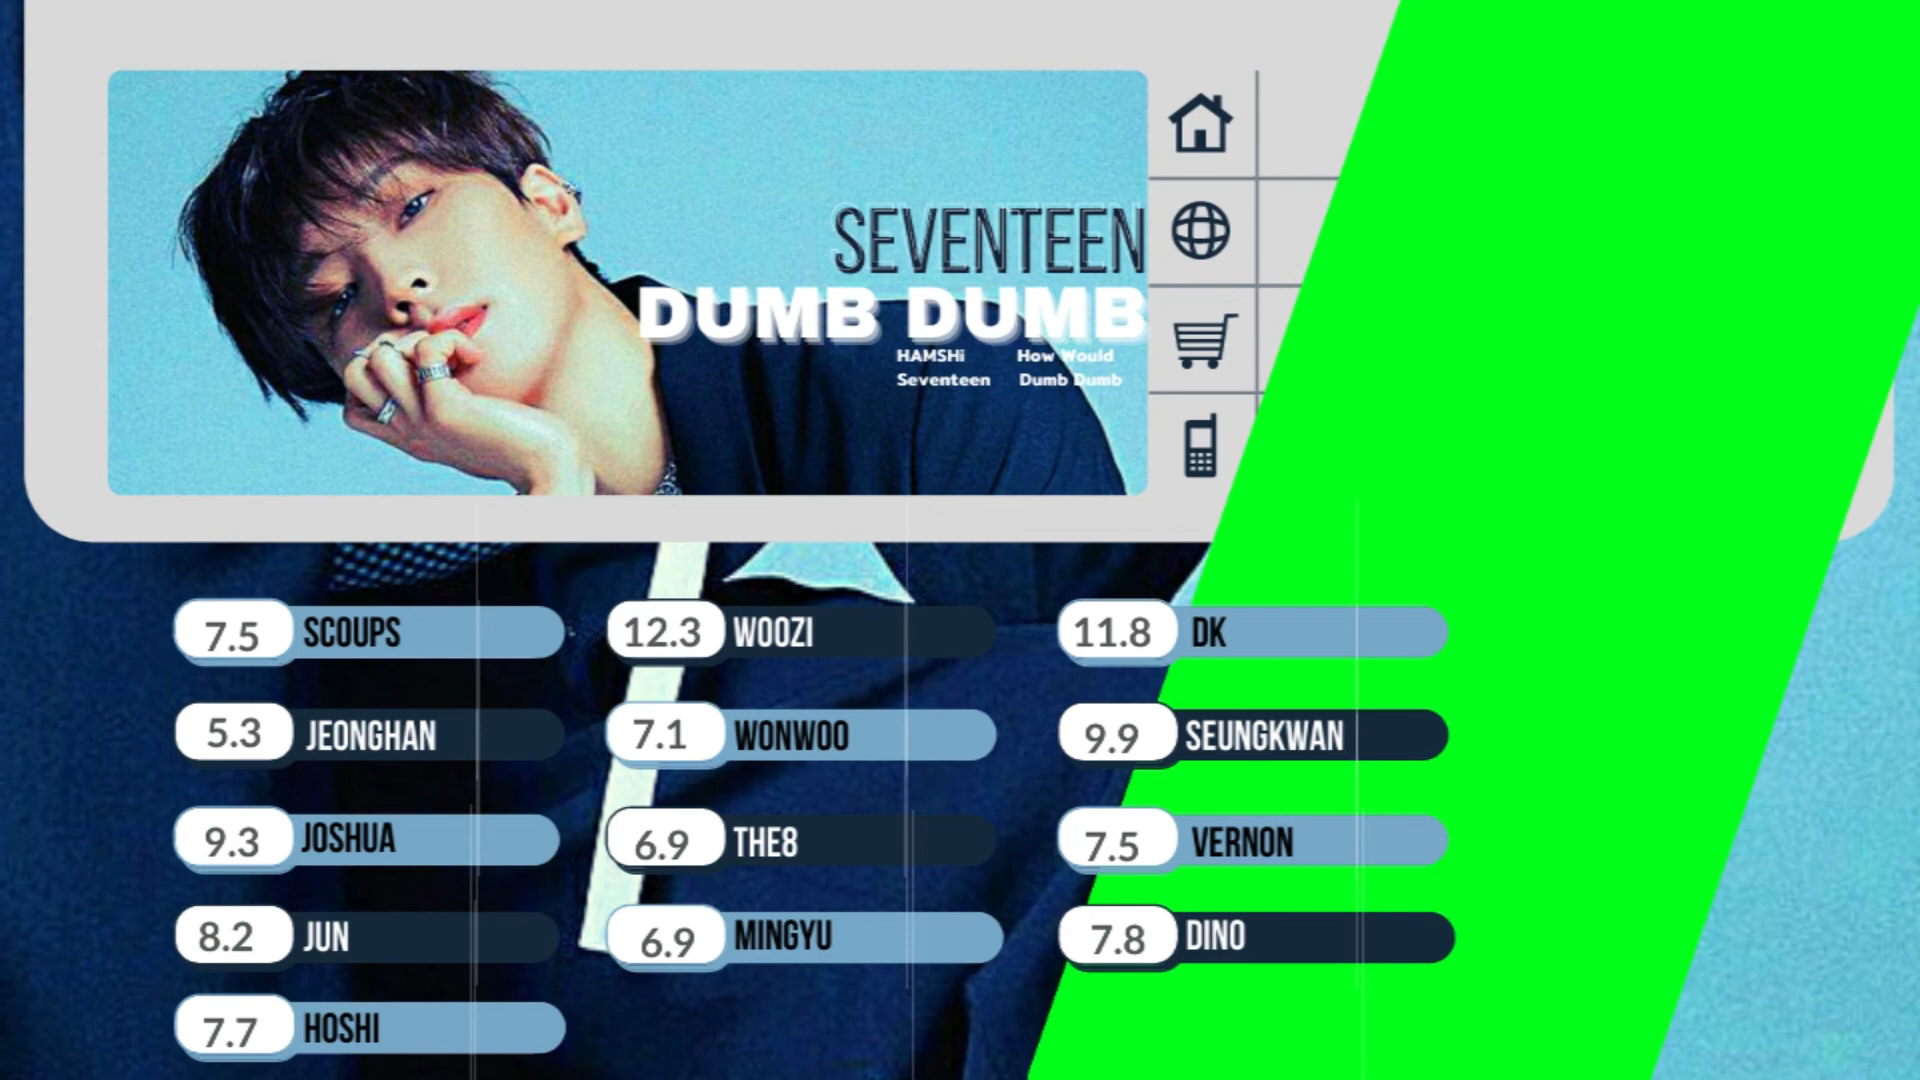 SEVENTEEN
DUMB DUMB
HAMSHi How Would
Seventeen Dumb Dumb
7.5 SCOUPS
5.3 JEONGHAN
9.3 JOSHUA
8.2 JUN
7.7 HOSHI
12.3 WOOZI
7.1 WONWOO
6.9 THE8
6.9 MINGYU
11.8 DK
9.9 SEUNGKWAN
7.5 VERNON
7.8 DINO